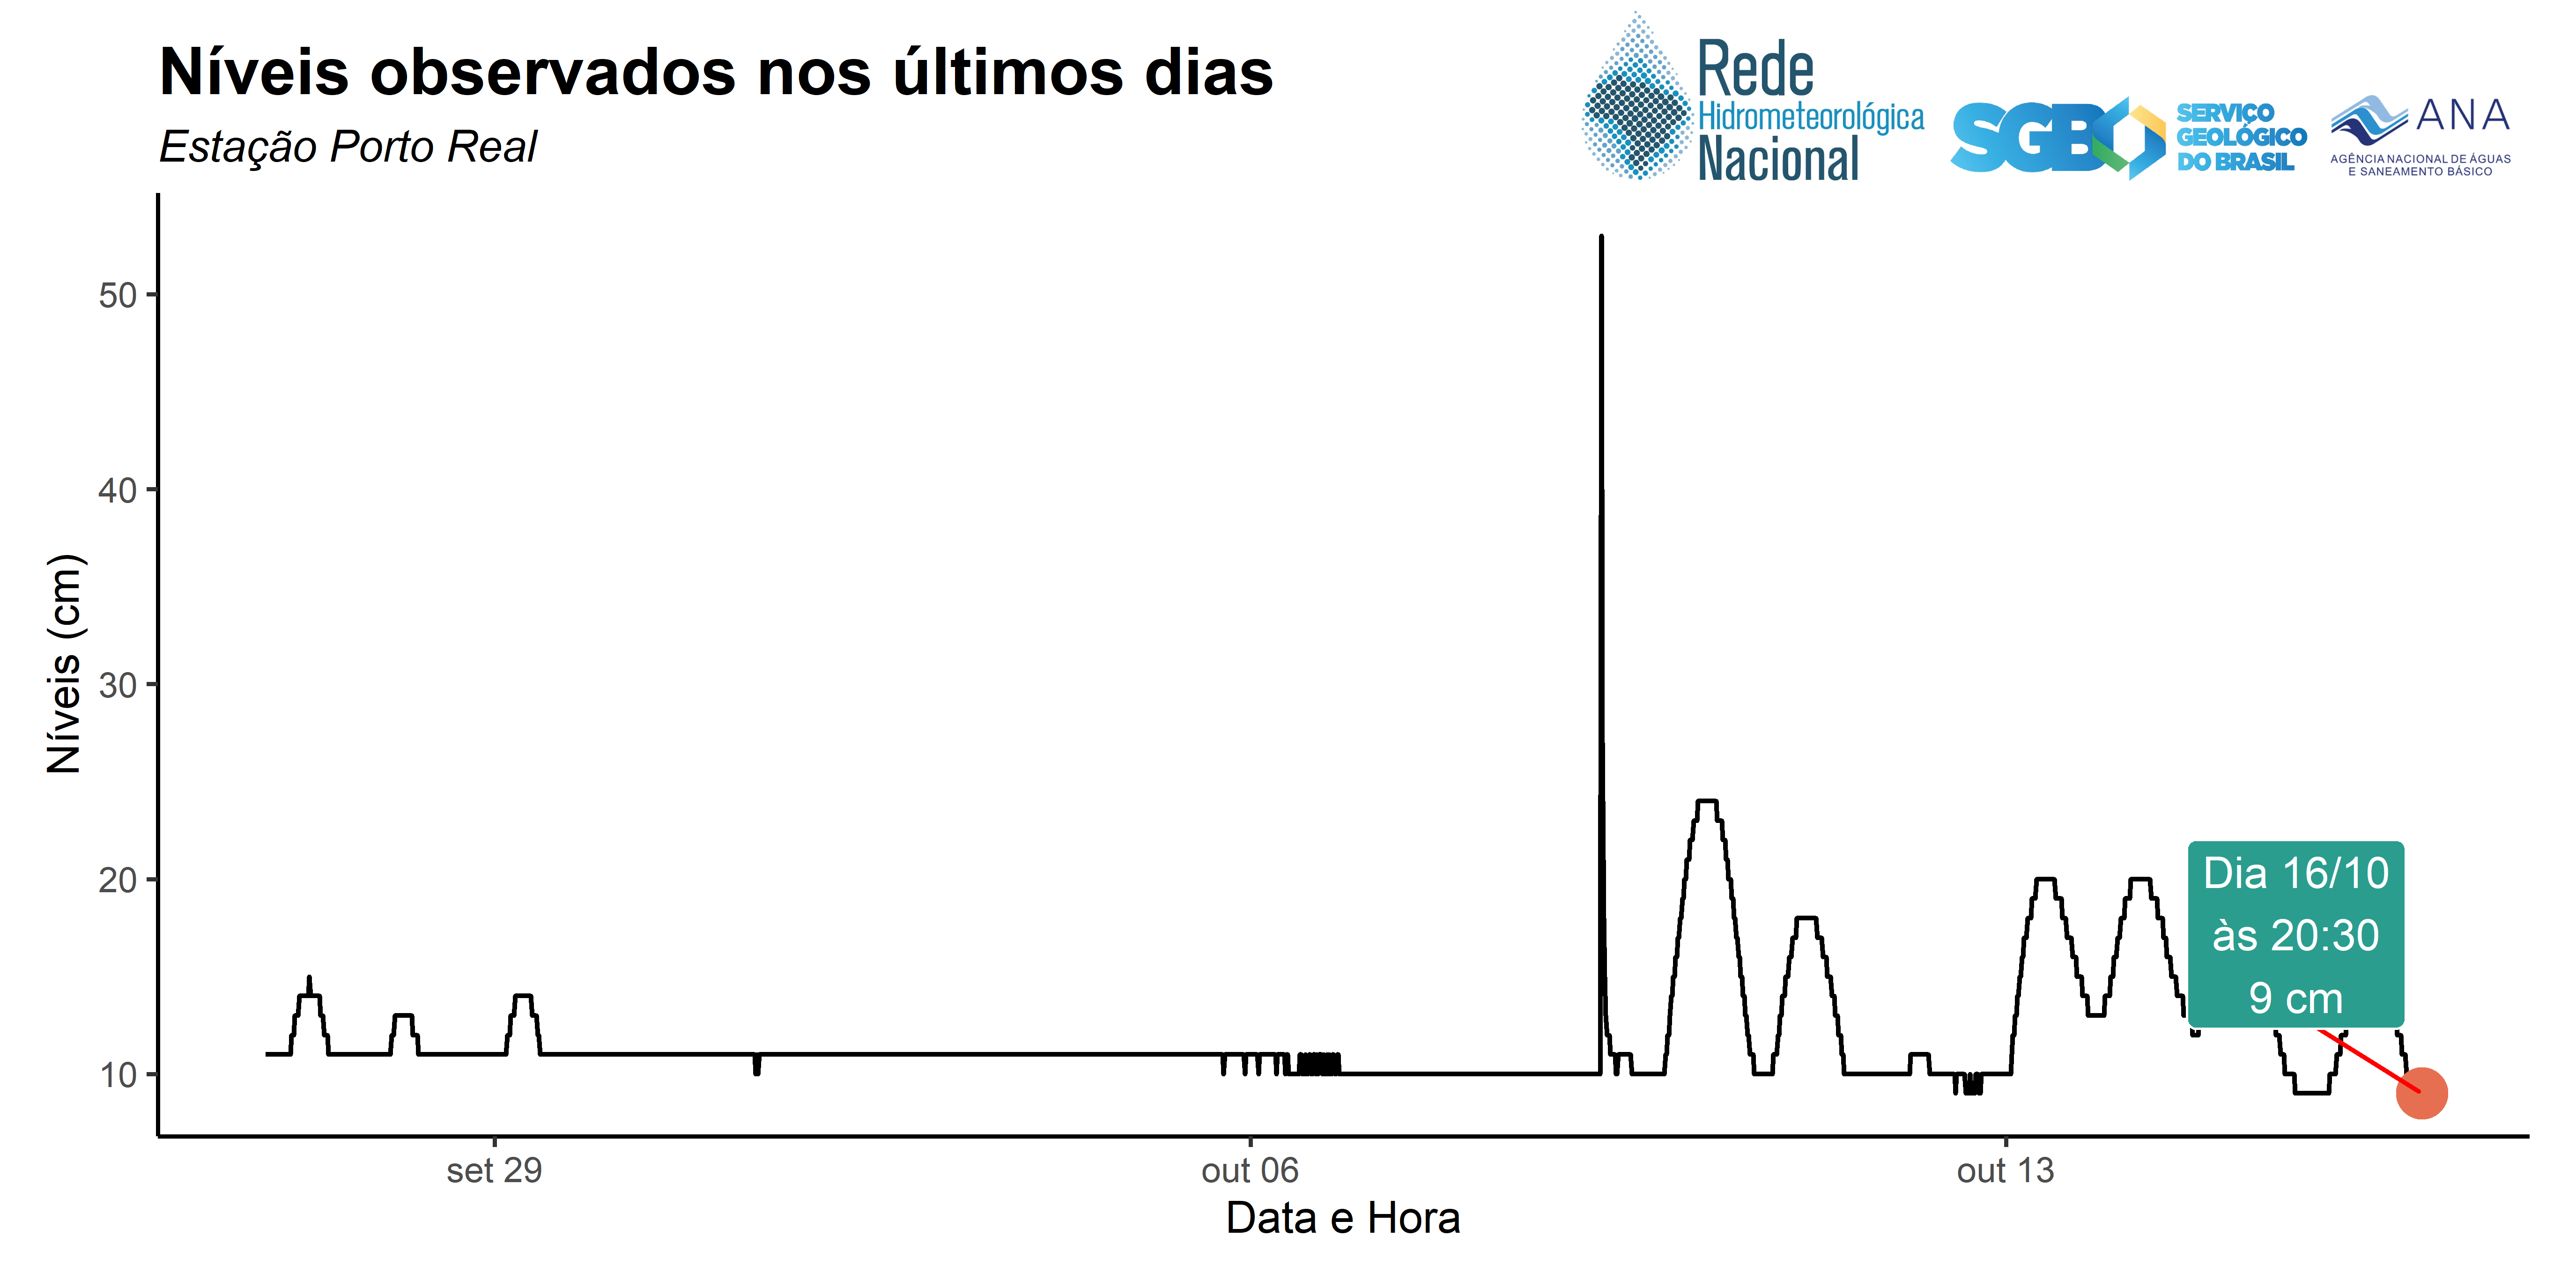 Níveis observados nos últimos dias
Estação Porto Real
Rede
Hidrometeorológica
Nacional
SGB
SERVIÇO
GEOLÓGICO
DO BRASIL
ANA
AGÊNCIA NACIONAL DE ÁGUAS
E SANEAMENTO BÁSICO
Níveis (cm)
50
40
30
20
10
Dia 16/10
às 20:30
9 cm
set 29
out 06
out 13
Data e Hora